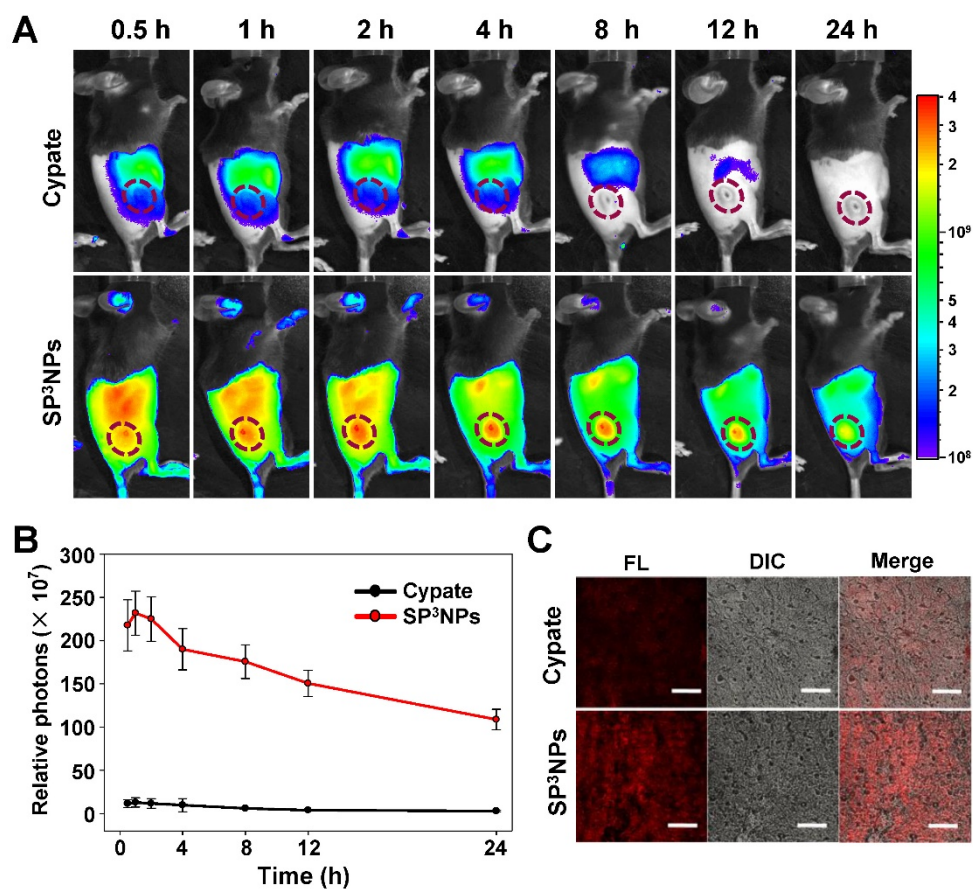 A
0.5 h 1 h 2 h 4 h 8 h 12 h 24 h
Cypate
SP³NPs
4
3
2
10⁹
4
3
2
10⁸
B
300
250
200
150
100
50
0
Relative photons (× 10⁷)
Cypate
SP³NPs
0 4 8 12 24
Time (h)
C
FL DIC Merge
Cypate
SP³NPs